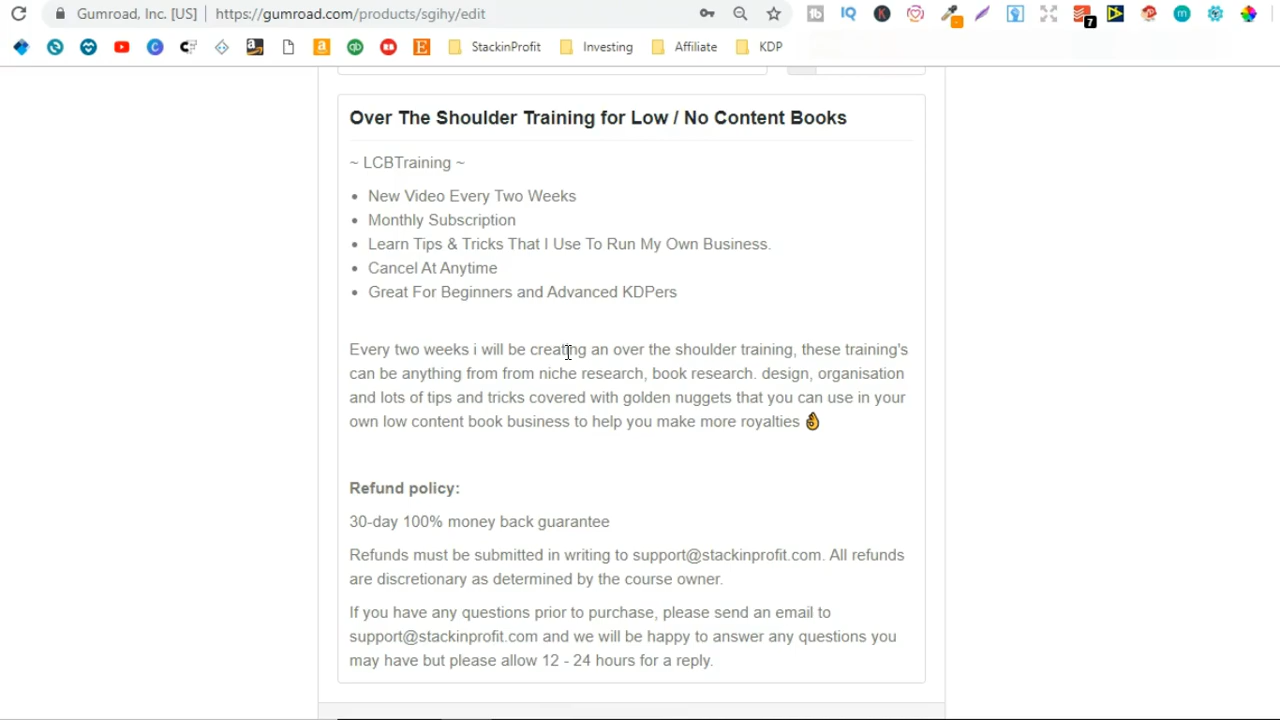 Gumroad, Inc. [US] https://gumroad.com/products/sgihy/edit
IQ K 7 m
StackinProfit Investing Affiliate KDP
Over The Shoulder Training for Low / No Content Books
~ LCBTraining ~
• New Video Every Two Weeks
• Monthly Subscription
• Learn Tips & Tricks That I Use To Run My Own Business.
• Cancel At Anytime
• Great For Beginners and Advanced KDPers
Every two weeks i will be creating an over the shoulder training, these training's
can be anything from from niche research, book research. design, organisation
and lots of tips and tricks covered with golden nuggets that you can use in your
own low content book business to help you make more royalties 👌
Refund policy:
30-day 100% money back guarantee
Refunds must be submitted in writing to support@stackinprofit.com. All refunds
are discretionary as determined by the course owner.
If you have any questions prior to purchase, please send an email to
support@stackinprofit.com and we will be happy to answer any questions you
may have but please allow 12 - 24 hours for a reply.